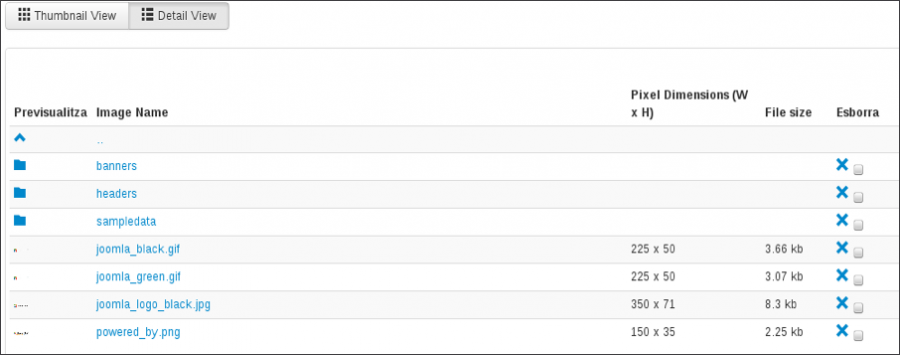 Thumbnail View Detail View
Pixel Dimensions (W
Previsualitza Image Name x H) File size Esborra
..
banners
headers
sampledata
joomla_black.gif 225 x 50 3.66 kb
joomla_green.gif 225 x 50 3.07 kb
joomla_logo_black.jpg 350 x 71 8.3 kb
powered_by.png 150 x 35 2.25 kb